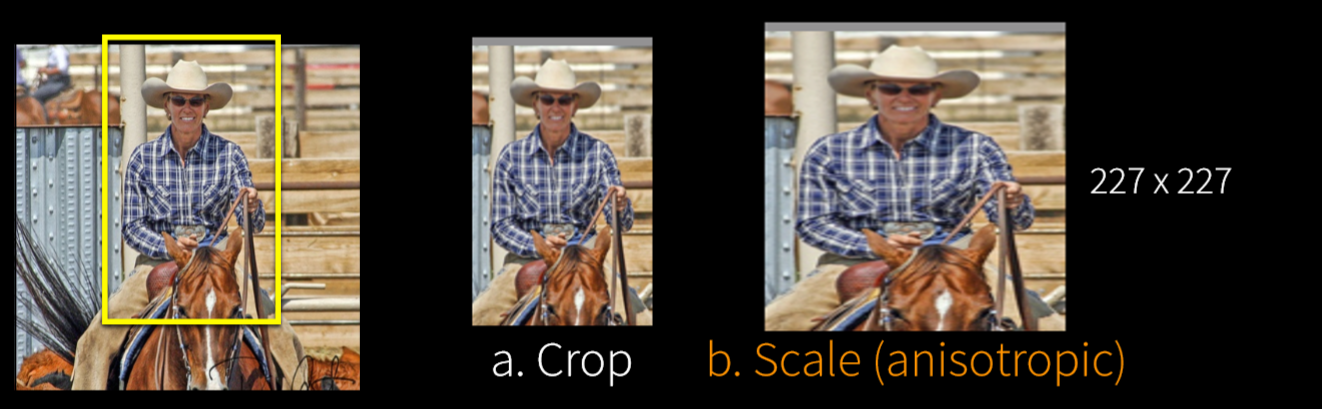 227 x 227
a. Crop
b. Scale (anisotropic)